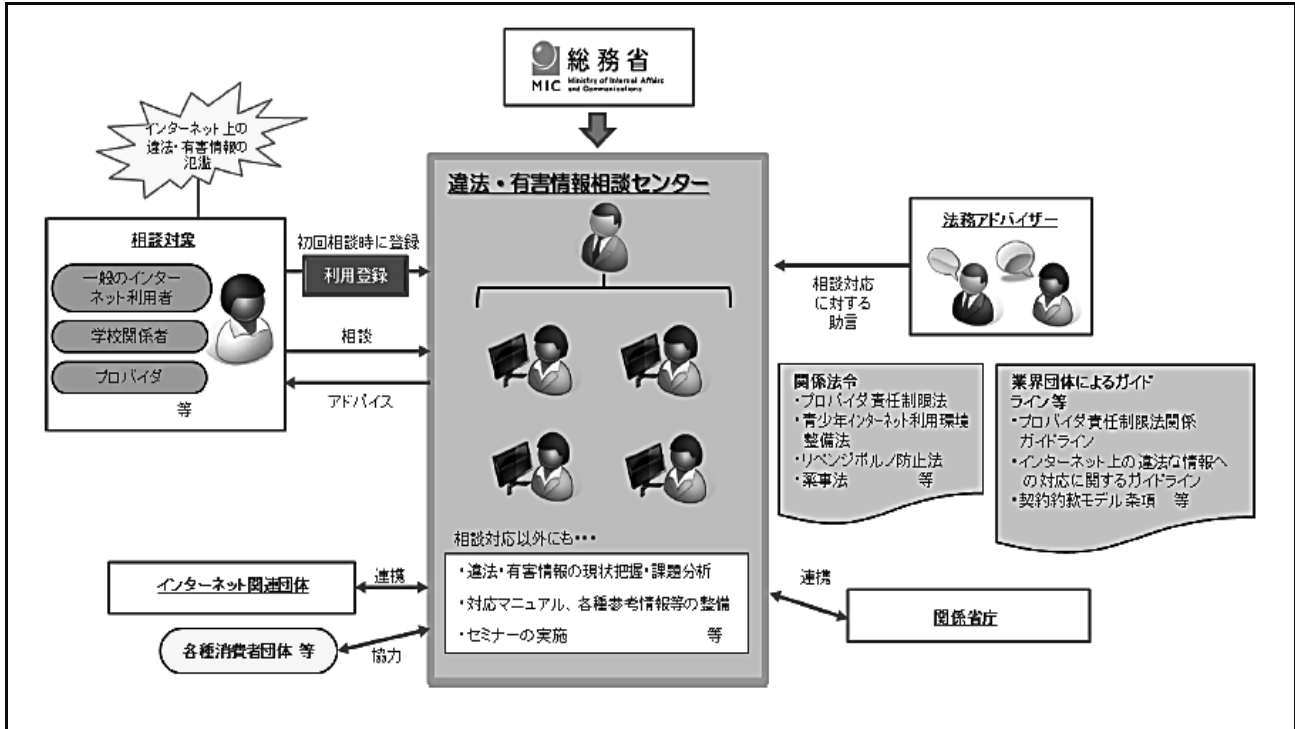 総務省
MIC
Ministry of Internal Affairs
and Communications
インターネット上の
違法・有害情報の
氾濫
違法・有害情報相談センター
相談対象
一般のインター
ネット利用者
学校関係者
プロバイダ
等
初回相談時に登録
利用登録
相談
アドバイス
法務アドバイザー
相談対応
に対する
助言
関係法令
・プロバイダ責任制限法
・青少年インターネット利用環境
整備法
・リベンジポルノ防止法
・薬事法 等
業界団体によるガイド
ライン等
・プロバイダ責任制限法関係
ガイドライン
・インターネット上の違法な情報へ
の対応に関するガイドライン
・契約約款モデル条項 等
相談対応以外にも・・・
・違法・有害情報の現状把握・課題分析
・対応マニュアル、各種参考情報等の整備
・セミナーの実施 等
インターネット関連団体
連携
各種消費者団体 等
協力
連携
関係省庁